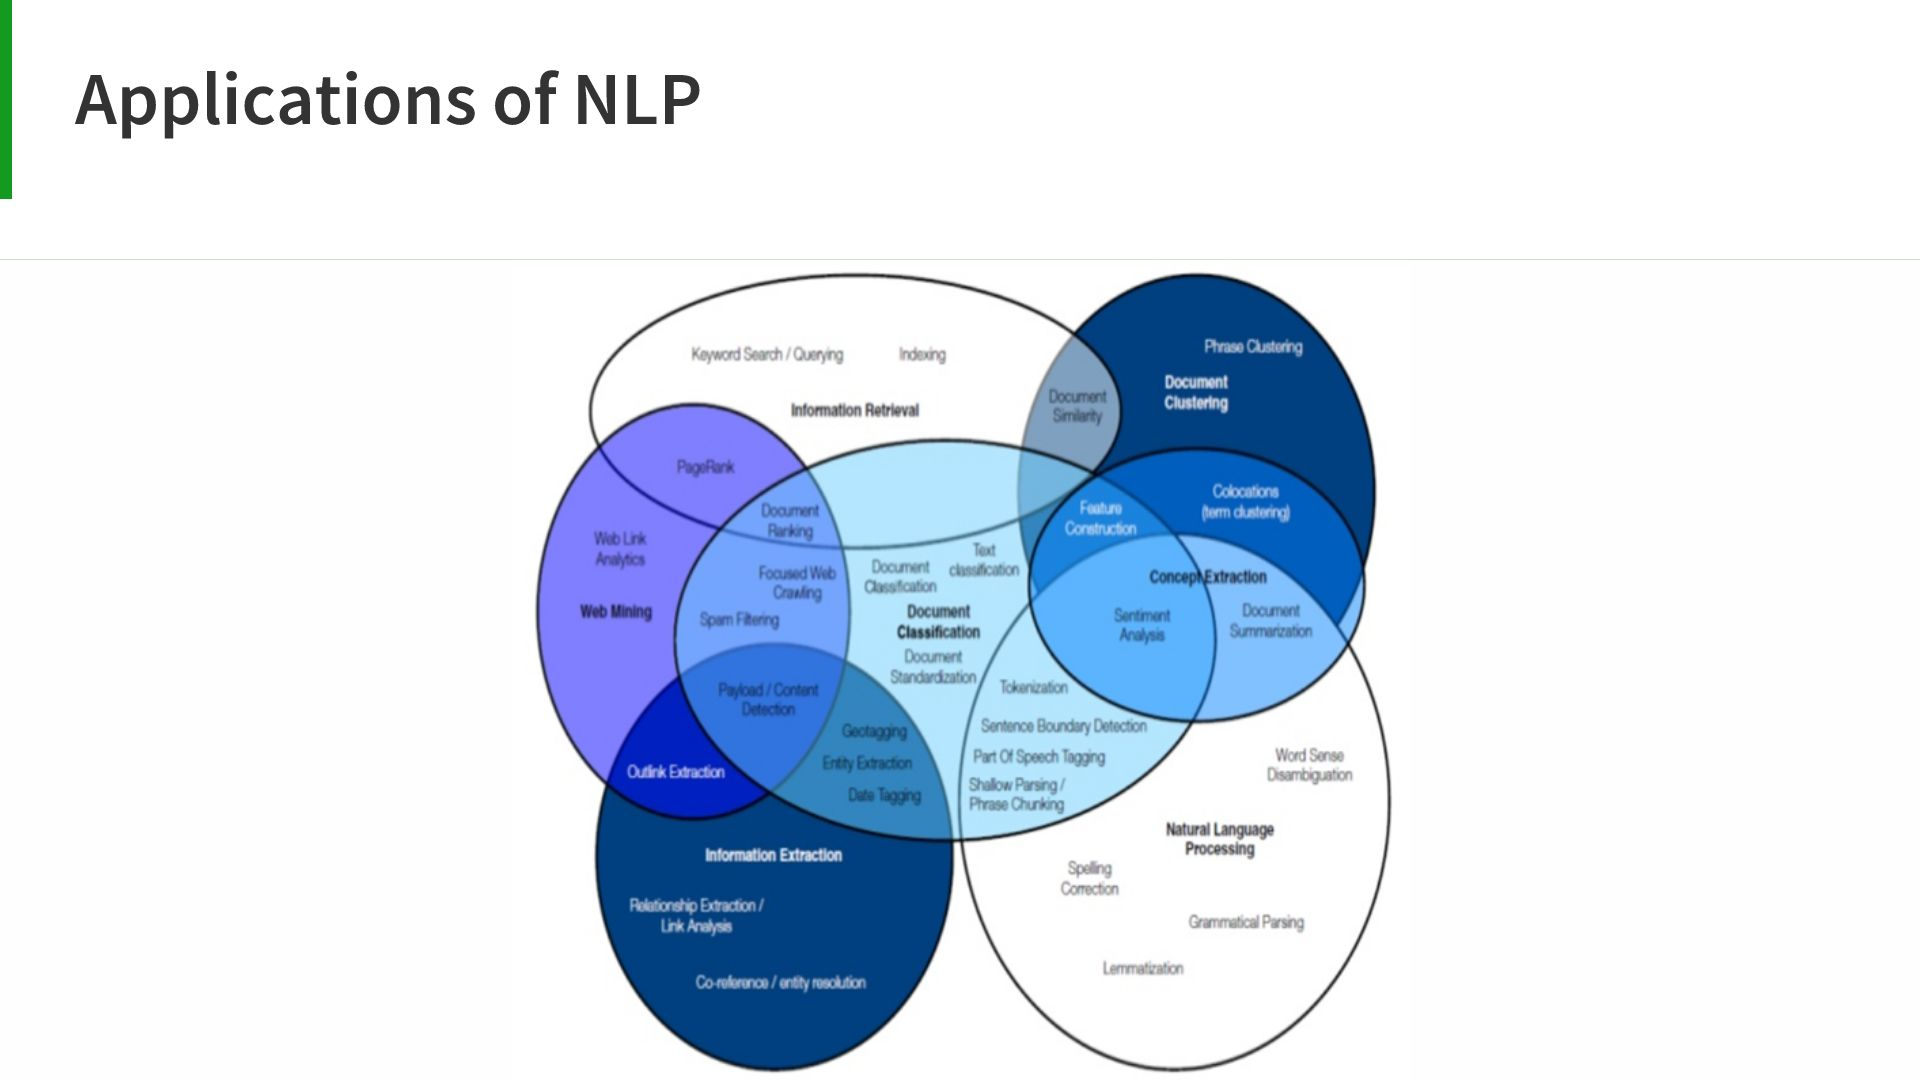 Applications of NLP
Keyword Search / Querying
Indexing
Information Retrieval
Phrase Clustering
Document
Clustering
Document
Similarity
PageRank
Document
Ranking
Web Link
Analytics
Web Mining
Focused Web
Crawling
Spam Filtering
Document
Classification
Text
classification
Document
Classification
Document
Standardization
Feature
Construction
Colocations
(term clustering)
Concept Extraction
Sentiment
Analysis
Document
Summarization
Payload / Content
Detection
Geotagging
Entity Extraction
Date Tagging
Outlink Extraction
Tokenization
Sentence Boundary Detection
Part Of Speech Tagging
Shallow Parsing /
Phrase Chunking
Word Sense
Disambiguation
Natural Language
Processing
Spelling
Correction
Grammatical Parsing
Lemmatization
Information Extraction
Relationship Extraction /
Link Analysis
Co-reference / entity resolution